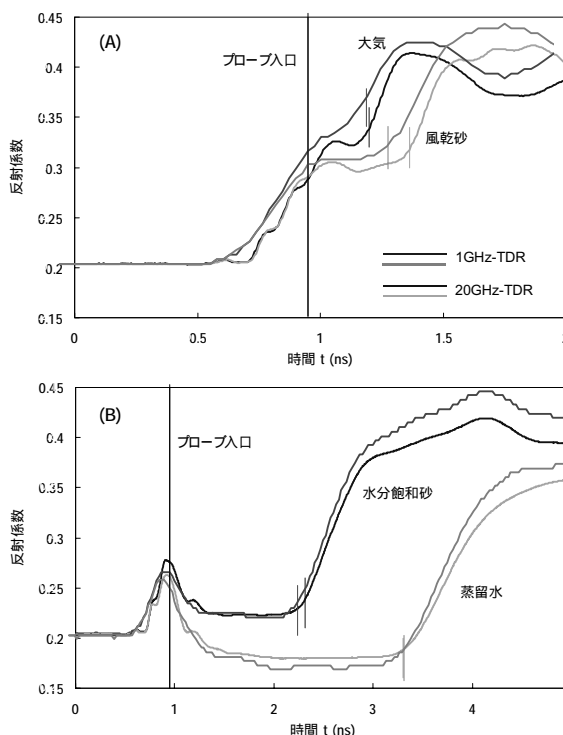 (A)
0.45
大気
プローブ入口
0.4
0.35
風乾砂
反射係数
0.3
0.25
1GHz-TDR
0.2
20GHz-TDR
0.15
0
0.5
1
1.5
2
時間 t (ns)
(B)
0.45
プローブ入口
0.4
0.35
水分飽和砂
反射係数
0.3
蒸留水
0.25
0.2
0.15
0
1
2
3
4
時間 t (ns)